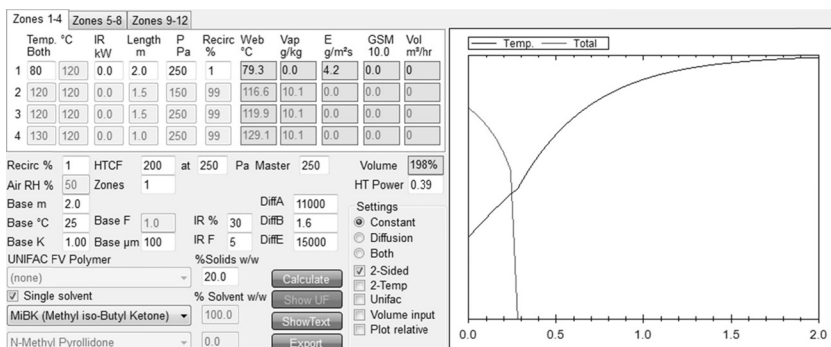 Zones 1-4 Zones 5-8 Zones 9-12
Temp. °C IR Length P Recirc Web Vap E GSM Vol
Both kW m Pa % °C g/kg g/m²s 10.0 m³/hr
1 80 120 0.0 2.0 250 1 79.3 0.0 4.2 0.0 0
2 120 120 0.0 1.5 150 99 116.6 10.1 0.0 0.0 0
3 120 120 0.0 1.5 250 99 119.9 10.1 0.0 0.0 0
4 130 120 0.0 1.0 250 99 129.1 10.1 0.0 0.0 0
Recirc % 1 HTCF 200 at 250 Pa Master 250 Volume 198%
Air RH % 50 Zones 1 HT Power 0.39
Base m 2.0 DiffA 11000 Settings
Base °C 25 Base F 1.0 IR % 30 DiffB 1.6 Constant
Base K 1.00 Base µm 100 IR F 5 DiffE 15000 Diffusion
Both
UNIFAC FV Polymer %Solids w/w 2-Sided
(none) 20.0 Calculate 2-Temp
Single solvent % Solvent w/w Show UF Unifac
MiBK (Methyl iso-Butyl Ketone) 100.0 ShowText Volume input
N-Methyl Pyrollidone 0.0 Export Plot relative
Temp. Total
0.0 0.5 1.0 1.5 2.0